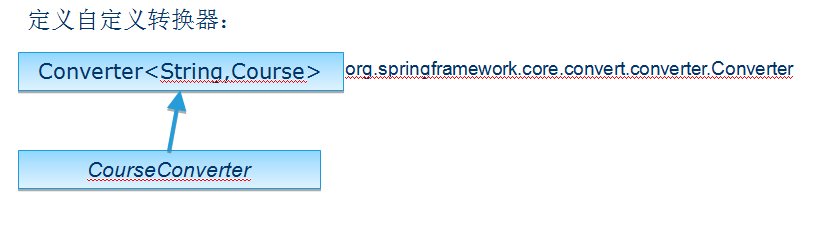 定义自定义转换器：
Converter<String,Course> org.springframework.core.convert.converter.Converter
CourseConverter